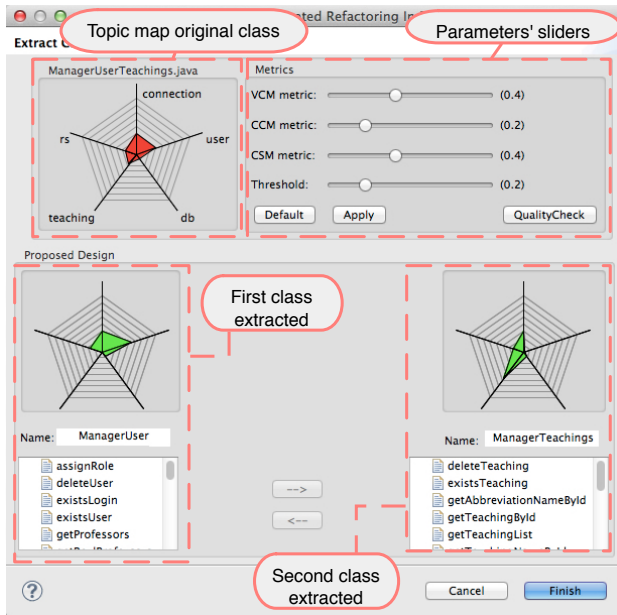 Topic map original class
Parameters' sliders
Refactoring
Extract
ManagerUserTeachings.java
connection
user
db
teaching
rs
Metrics
VCM metric: (0.4)
CCM metric: (0.2)
CSM metric: (0.4)
Threshold: (0.2)
Default Apply QualityCheck
Proposed Design
First class
extracted
Name: ManagerUser
assignRole
deleteUser
existsLogin
existsUser
getProfessors
-->
<--
Name: ManagerTeachings
deleteTeaching
existsTeaching
getAbbreviationNameById
getTeachingById
getTeachingList
Second class
extracted
? Cancel Finish